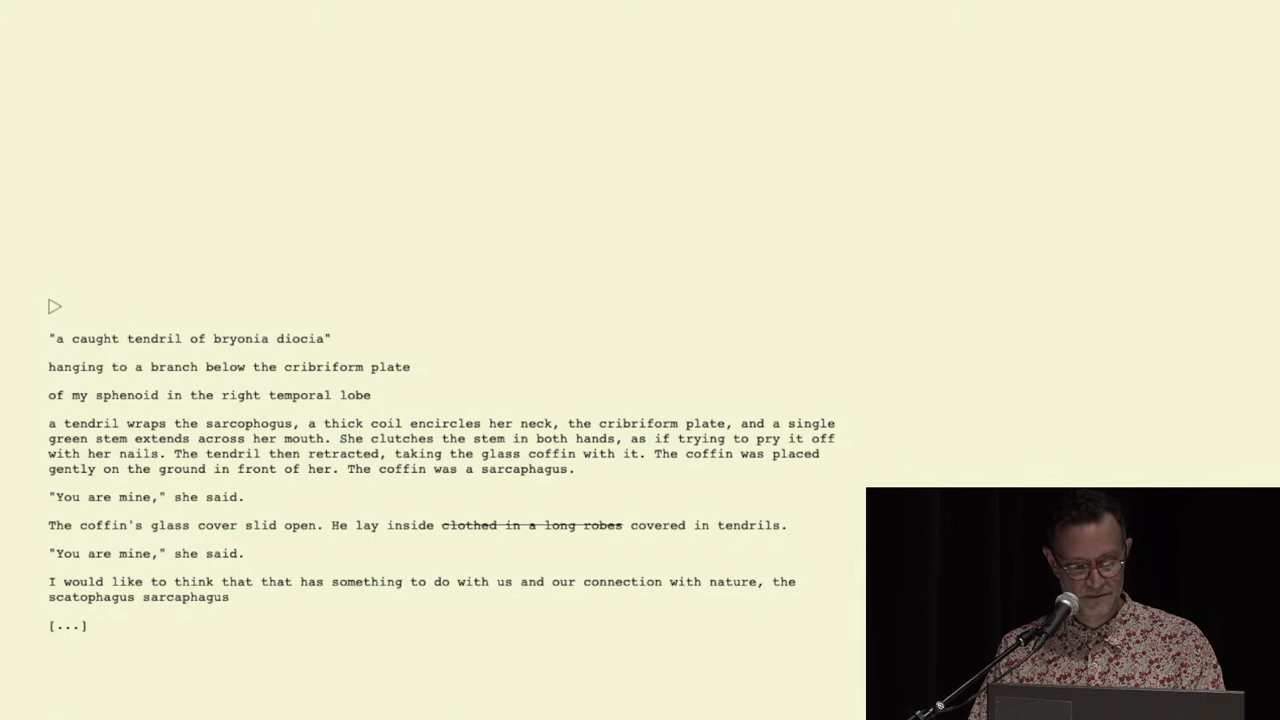 "a caught tendril of bryonia diocia"
hanging to a branch below the cribriform plate
of my sphenoid in the right temporal lobe
a tendril wraps the sarcophogus, a thick coil encircles her neck, the cribriform plate, and a single
green stem extends across her mouth. She clutches the stem in both hands, as if trying to pry it off
with her nails. The tendril then retracted, taking the glass coffin with it. The coffin was placed
gently on the ground in front of her. The coffin was a sarcaphagus.
"You are mine," she said.
The coffin's glass cover slid open. He lay inside clothed in a long robes covered in tendrils.
"You are mine," she said.
I would like to think that that has something to do with us and our connection with nature, the
scatophagus sarcaphagus
[...]